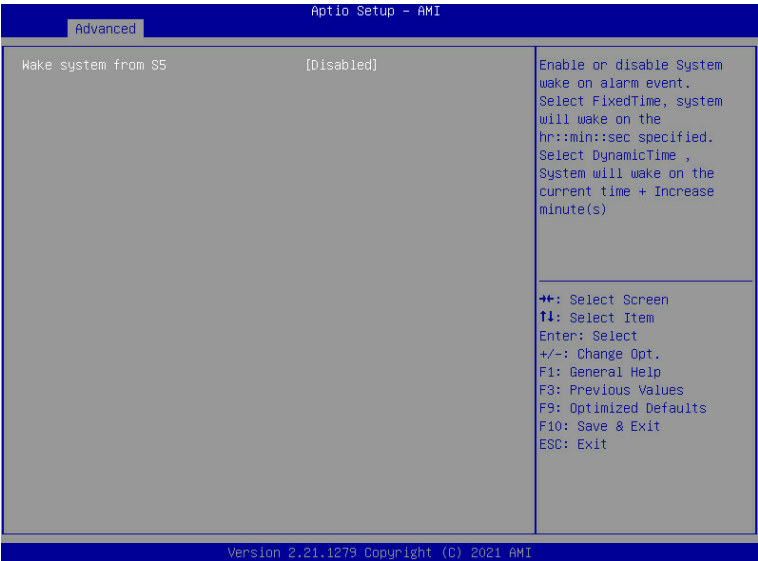 Aptio Setup – AMI
Advanced
Wake system from S5 [Disabled]
Enable or disable System
wake on alarm event.
Select FixedTime, system
will wake on the
hr::min::sec specified.
Select DynamicTime ,
System will wake on the
current time + Increase
minute(s)
→←: Select Screen
↑↓: Select Item
Enter: Select
+/-: Change Opt.
F1: General Help
F3: Previous Values
F9: Optimized Defaults
F10: Save & Exit
ESC: Exit
Version 2.21.1279 Copyright (C) 2021 AMI